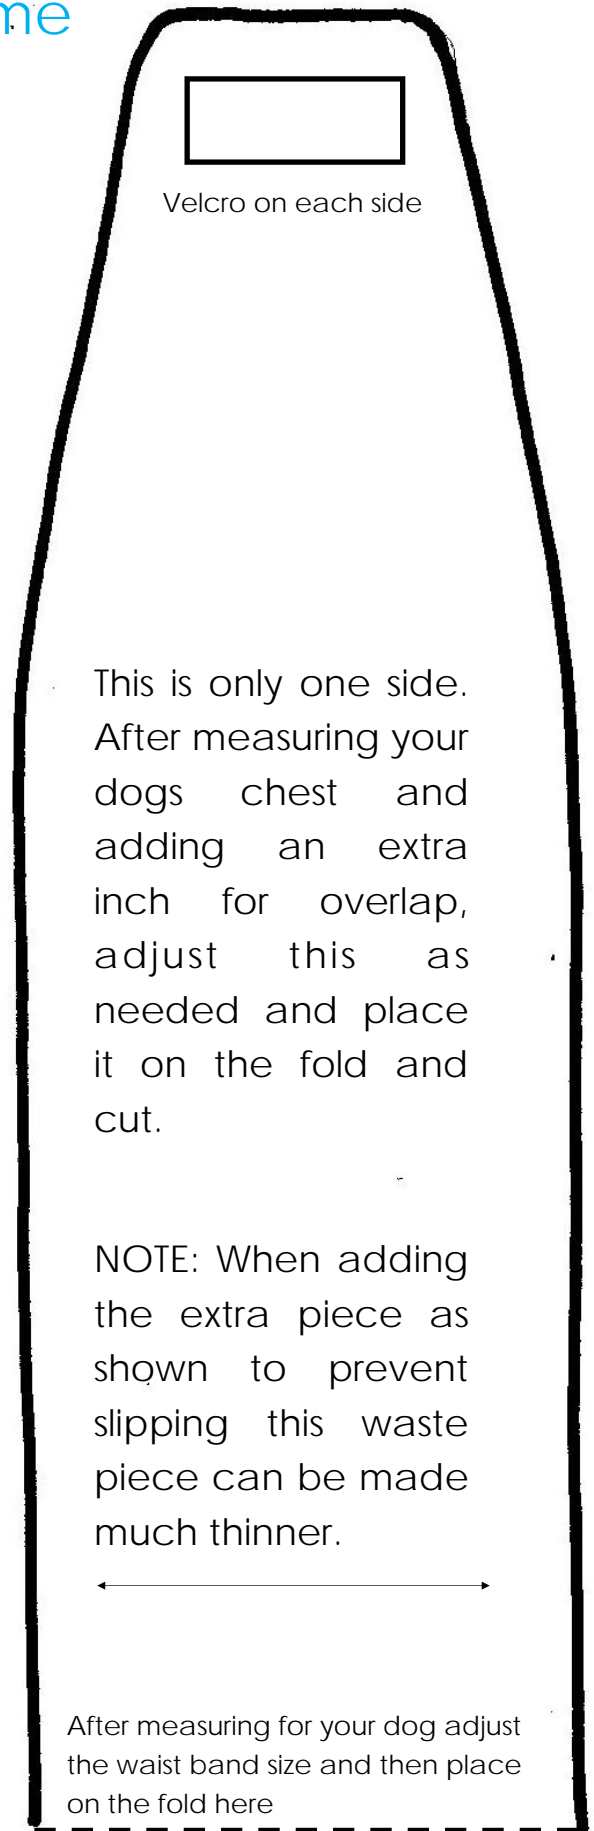 me
Velcro on each side
This is only one side.
After measuring your
dogs chest and
adding an extra
inch for overlap,
adjust this as
needed and place
it on the fold and
cut.
NOTE: When adding
the extra piece as
shown to prevent
slipping this waste
piece can be made
much thinner.
After measuring for your dog adjust
the waist band size and then place
on the fold here